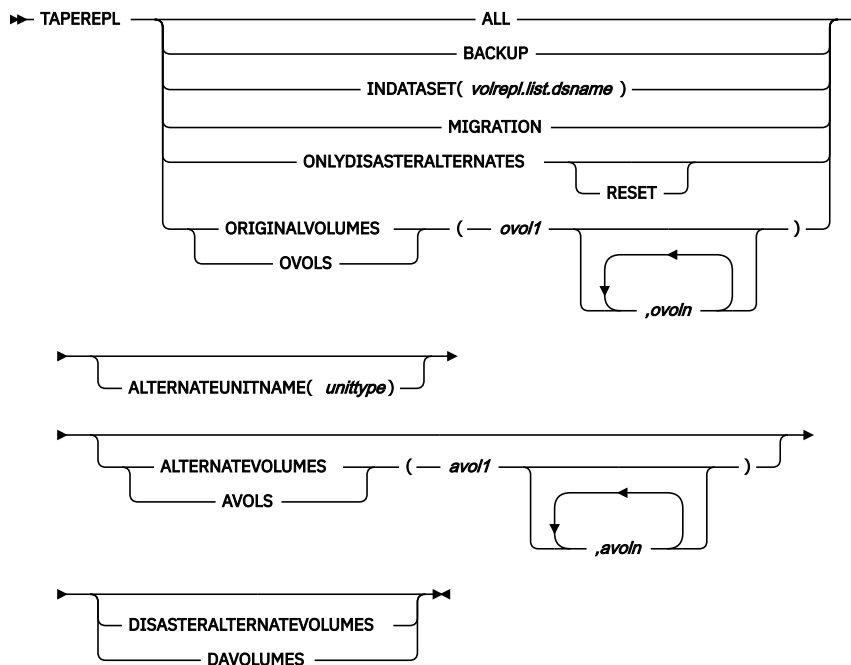 TAPEREPL ALL
BACKUP
INDATASET( volrepl.list.dsname )
MIGRATION
ONLYDISASTERALTERNATES
RESET
ORIGINALVOLUMES ( ovol1 )
OVOLS
,ovoln
ALTERNATEUNITNAME( unittype)
ALTERNATEVOLUMES ( avol1 )
AVOLS
,avoln
DISASTERALTERNATEVOLUMES
DAVOLUMES